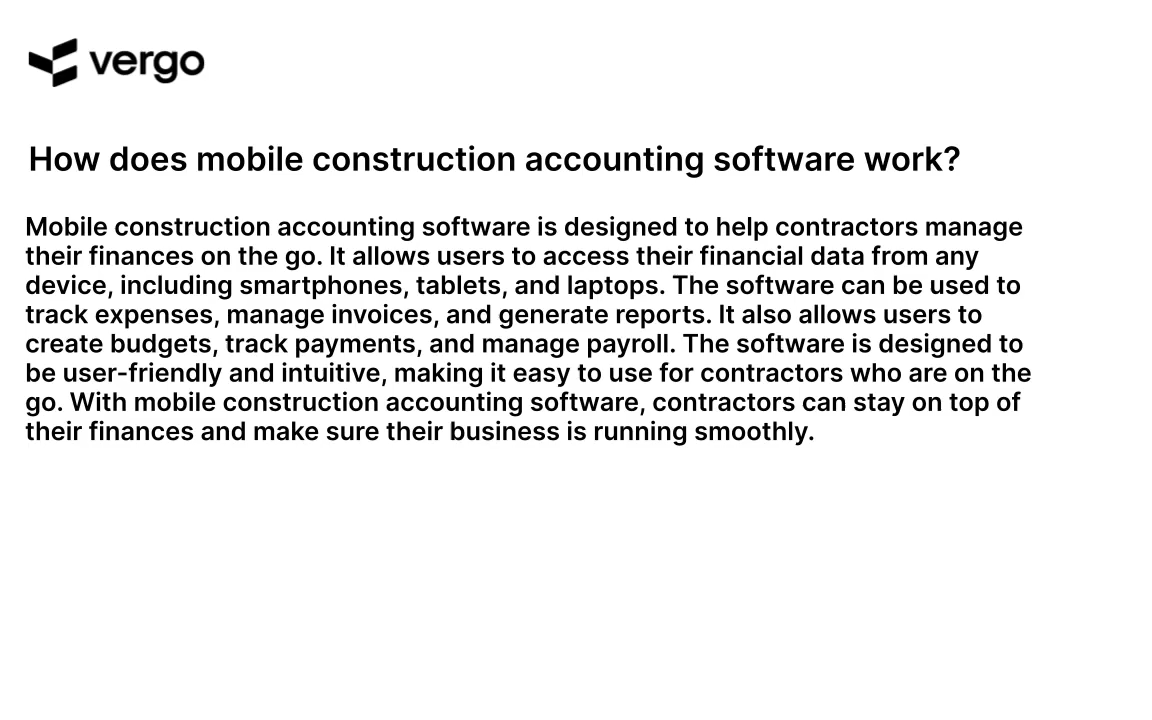 vergo
How does mobile construction accounting software work?
Mobile construction accounting software is designed to help contractors manage
their finances on the go. It allows users to access their financial data from any
device, including smartphones, tablets, and laptops. The software can be used to
track expenses, manage invoices, and generate reports. It also allows users to
create budgets, track payments, and manage payroll. The software is designed to
be user-friendly and intuitive, making it easy to use for contractors who are on the
go. With mobile construction accounting software, contractors can stay on top of
their finances and make sure their business is running smoothly.